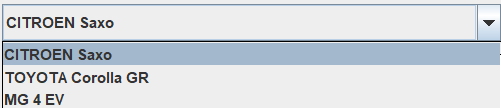 CITROEN Saxo
CITROEN Saxo
TOYOTA Corolla GR
MG 4 EV